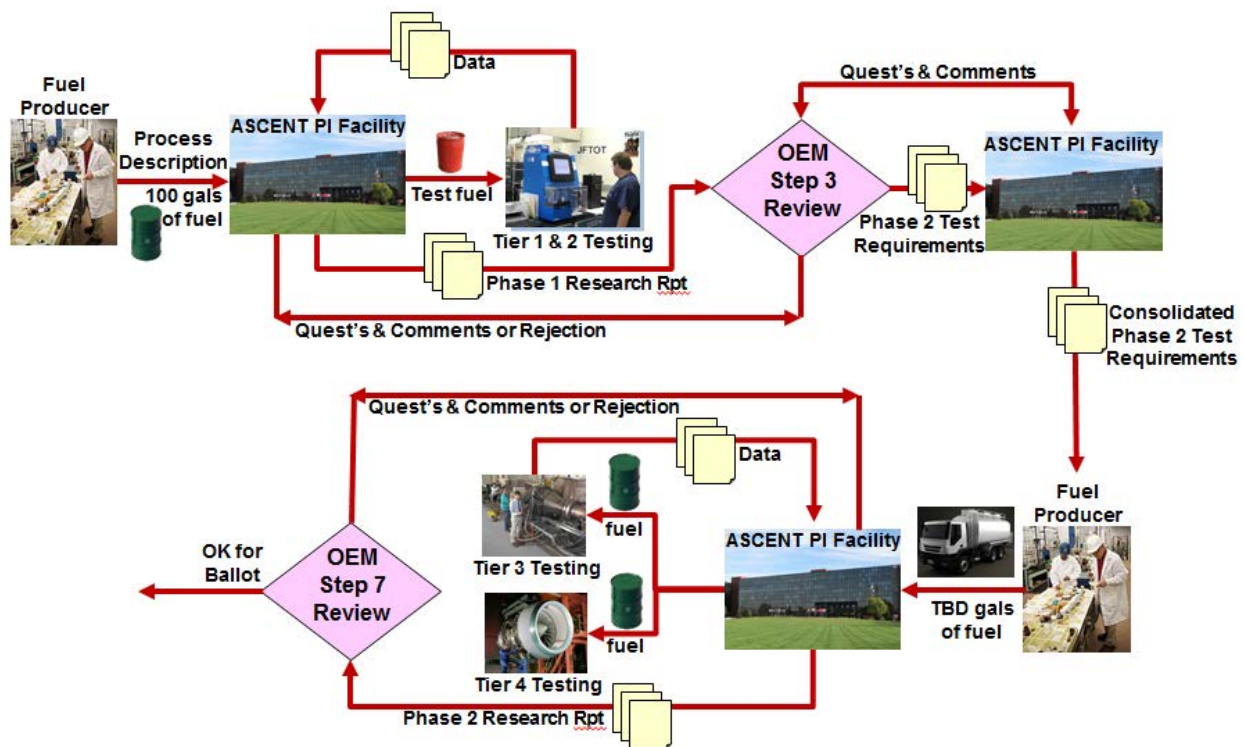 Data
Fuel
Producer
Process
Description
100 gals
of fuel
ASCENT PI Facility
Test fuel
JFTOT
Tier 1 & 2 Testing
Phase 1 Research Rpt
Quest's & Comments or Rejection
Quest's & Comments
OEM
Step 3
Review
ASCENT PI Facility
Phase 2 Test
Requirements
Consolidated
Phase 2 Test
Requirements
Fuel
Producer
TBD gals
of fuel
ASCENT PI Facility
Quest's & Comments or Rejection
Data
fuel
Tier 3 Testing
fuel
Tier 4 Testing
Phase 2 Research Rpt
OEM
Step 7
Review
OK for
Ballot